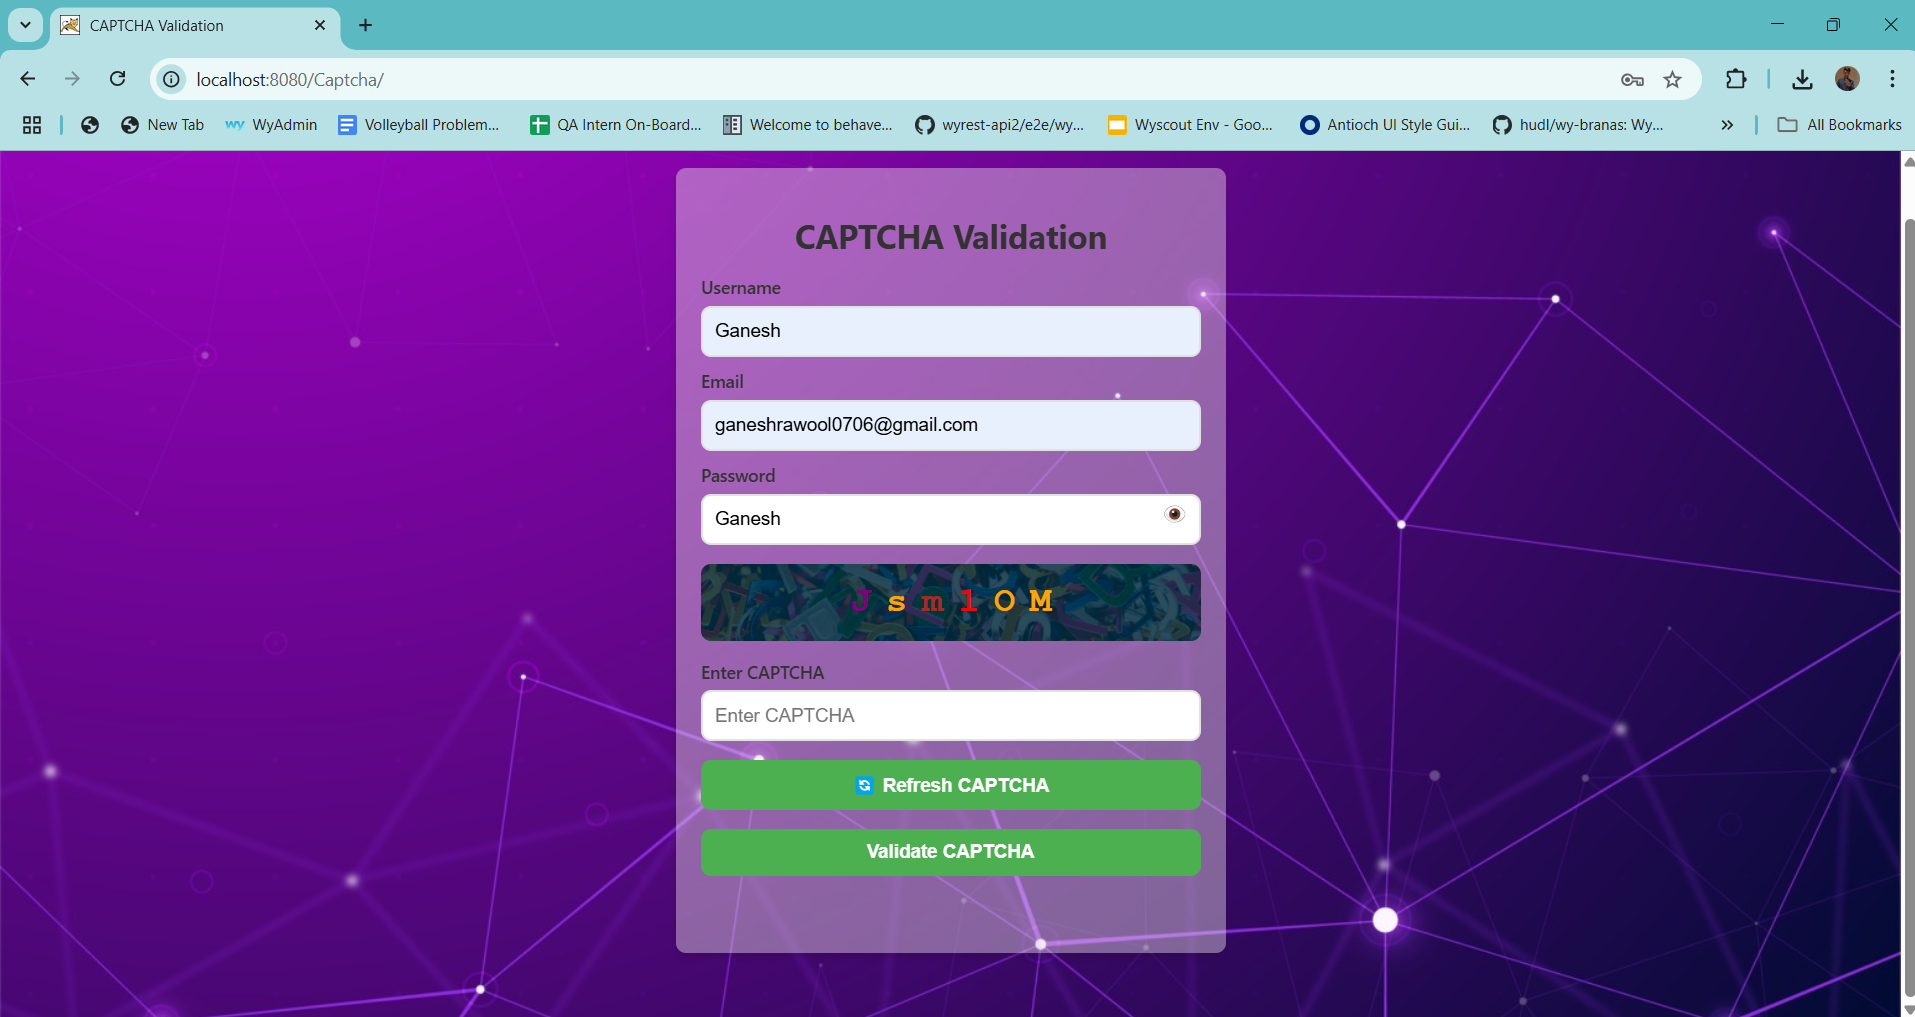 CAPTCHA Validation
localhost:8080/Captcha/
New Tab
wy WyAdmin
Volleyball Problem...
QA Intern On-Board...
Welcome to behave...
wyrest-api2/e2e/wy...
Wyscout Env - Goo...
Antioch UI Style Gui...
hudl/wy-branas: Wy...
All Bookmarks
CAPTCHA Validation
Username
Ganesh
Email
ganeshrawool0706@gmail.com
Password
Ganesh
J s m 1 O M
Enter CAPTCHA
Enter CAPTCHA
Refresh CAPTCHA
Validate CAPTCHA